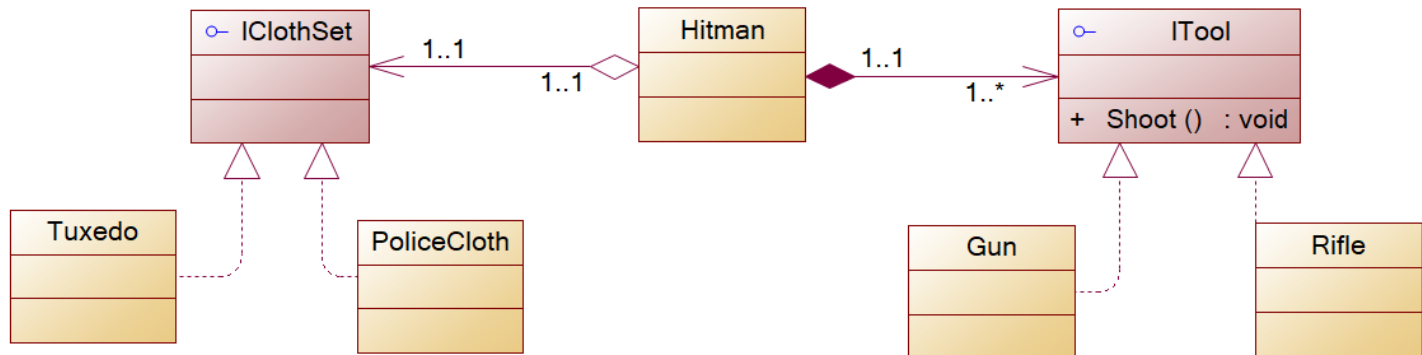 IClothSet
1..1
1..1
Hitman
1..1
1..*
ITool
+ Shoot () : void
Tuxedo
PoliceCloth
Gun
Rifle